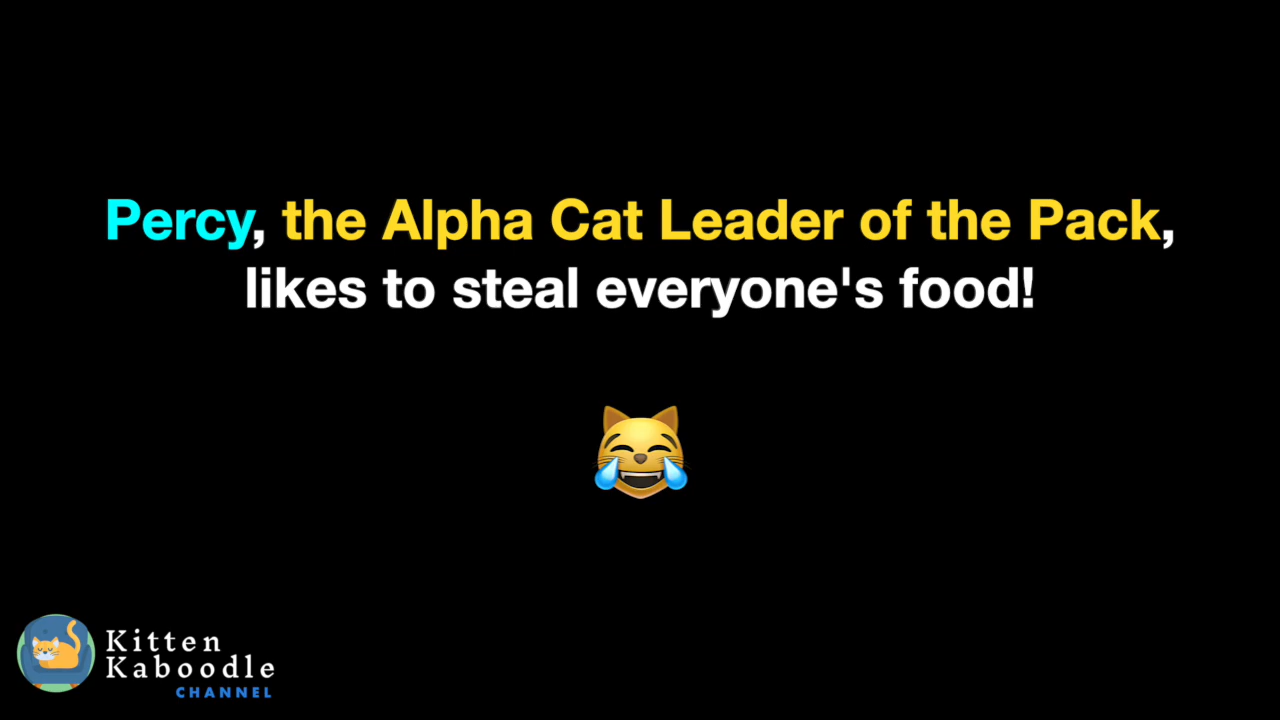 Percy, the Alpha Cat Leader of the Pack,
likes to steal everyone's food!
Kitten
Kaboodle
CHANNEL